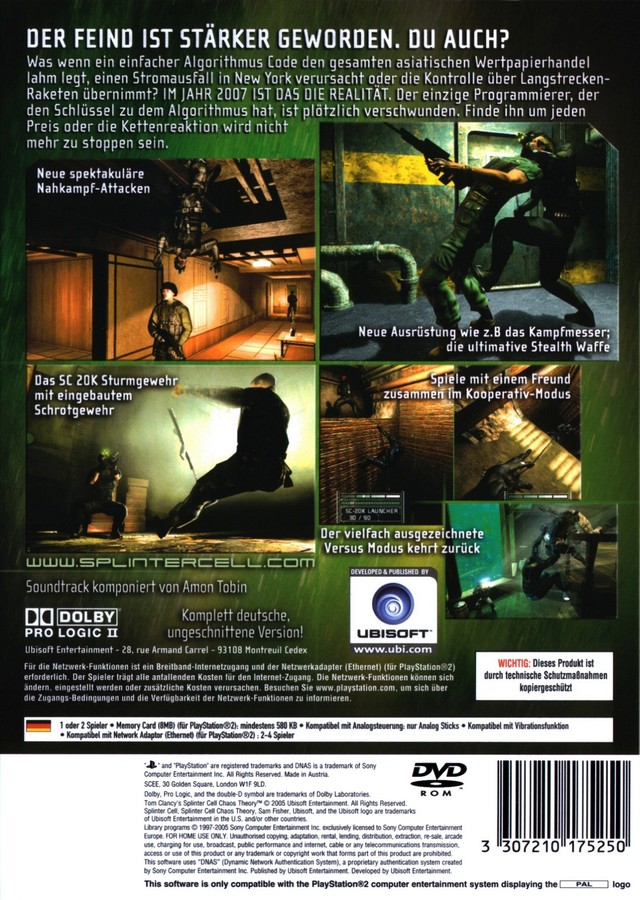 DER FEIND IST STÄRKER GEWORDEN. DU AUCH?
Was wenn ein einfacher Algorithmus Code den gesamten asiatischen Wertpapierhandel
lahm legt, einen Stromausfall in New York verursacht oder die Kontrolle über Langstrecken-
Raketen übernimmt? IM JAHR 2007 IST DAS DIE REALITÄT. Der einzige Programmierer, der
den Schlüssel zu dem Algorithmus hat, ist plötzlich verschwunden. Finde ihn um jeden
Preis oder die Kettenreaktion wird nicht
mehr zu stoppen sein.
Neue spektakuläre
Nahkampf-Attacken
Neue Ausrüstung wie z.B das Kampfmesser;
die ultimative Stealth Waffe
Das SC 20K Sturmgewehr
mit eingebautem
Schrotgewehr
Spiele mit einem Freund
zusammen im Kooperativ-Modus
SC-20K LAUNCHER
30 / 90
Der vielfach ausgezeichnete
Versus Modus kehrt zurück
WWW.SPLINTERCELL.COM
Soundtrack komponiert von Amon Tobin
DOLBY
PRO LOGIC II
Komplett deutsche,
ungeschnittene Version!
DEVELOPED & PUBLISHED BY
UBISOFT
www.ubi.com
Ubisoft Entertainment - 28, rue Armand Carrel - 93108 Montreuil Cedex
Für die Netzwerk-Funktionen ist ein Breitband-Internetzugang und der Netzwerkadapter (Ethernet) (für PlayStation®2)
erforderlich. Der Spieler trägt alle anfallenden Kosten für den Internet-Zugang. Die Netzwerk-Funktionen können sich
ändern, eingestellt werden oder zusätzliche Kosten verursachen. Besuchen Sie www.playstation.com, um sich über
die Zugangs-Bedingungen und die Verfügbarkeit der Netzwerk-Funktionen zu informieren.
WICHTIG: Dieses Produkt ist
durch technische Schutzmaßnahmen
kopiergeschützt
1 oder 2 Spieler • Memory Card (8MB) (für PlayStation®2): mindestens 580 KB • Kompatibel mit Analogsteuerung: nur Analog Sticks • Kompatibel mit Vibrationsfunktion
• Kompatibel mit Network Adaptor (Ethernet) (für PlayStation®2) : 2-4 Spieler
"PS" and "PlayStation" are registered trademarks and DNAS is a trademark of Sony
Computer Entertainment Inc. All Rights Reserved. Made in Austria.
SCEE, 30 Golden Square, London W1F 9LD.
Dolby, Pro Logic, and the double-D symbol are trademarks of Dolby Laboratories.
Tom Clancy's Splinter Cell Chaos Theory™ © 2005 Ubisoft Entertainment. All Rights Reserved.
Splinter Cell, Splinter Cell Chaos Theory, Sam Fisher, Ubisoft, and the Ubisoft logo are trademarks
of Ubisoft Entertainment in the U.S. and/or other countries.
Library programs © 1997-2005 Sony Computer Entertainment Inc. exclusively licensed to Sony Computer Entertainment
Europe. FOR HOME USE ONLY. Unauthorised copying, adaptation, rental, lending, distribution, extraction, re-sale, arcade
use, charging for use, broadcast, public performance and internet, cable or any telecommunications transmission,
access or use of this product or any trademark or copyright work that forms part of this product are prohibited.
This software uses "DNAS" (Dynamic Network Authentication System), a proprietary authentication system created
by Sony Computer Entertainment Inc. Published by Ubisoft Entertainment. Developed by Ubisoft Entertainment.
DVD
ROM
3 307210 175250
This software is only compatible with the PlayStation®2 computer entertainment system displaying the PAL logo